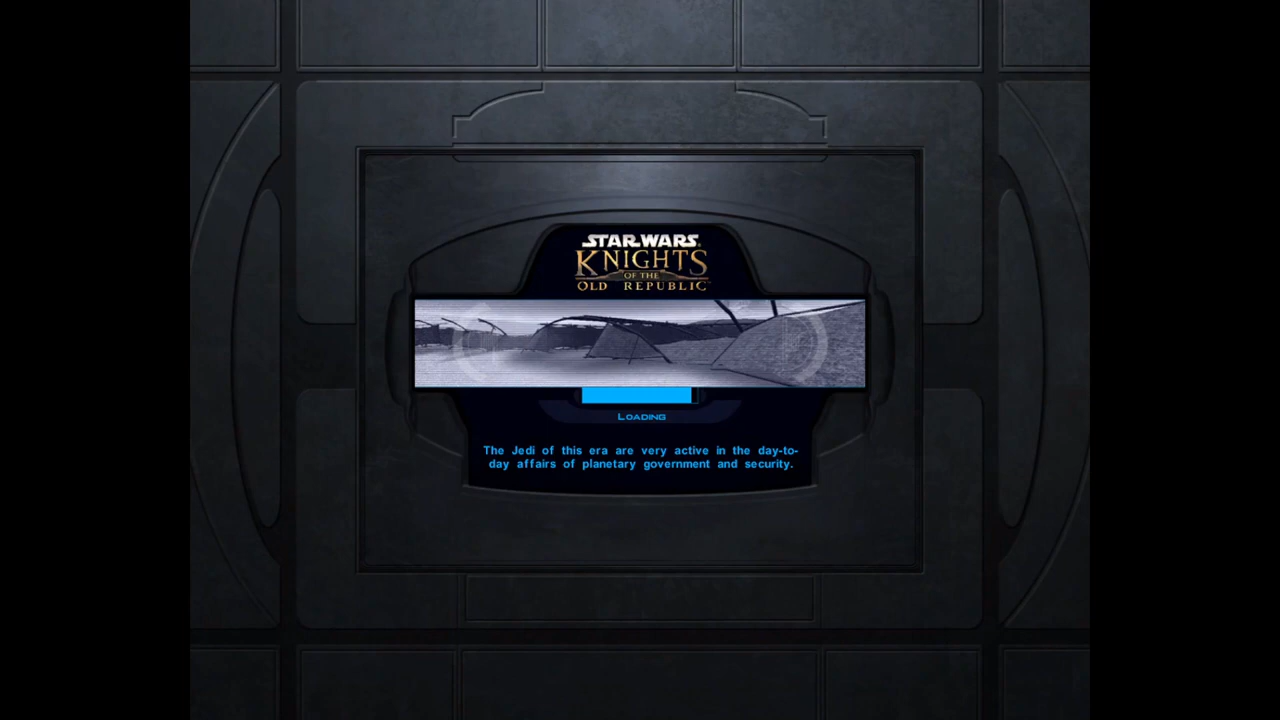 STAR WARS
KNIGHTS
OF THE
OLD REPUBLIC
LOADING
The Jedi of this era are very active in the day-to-
day affairs of planetary government and security.